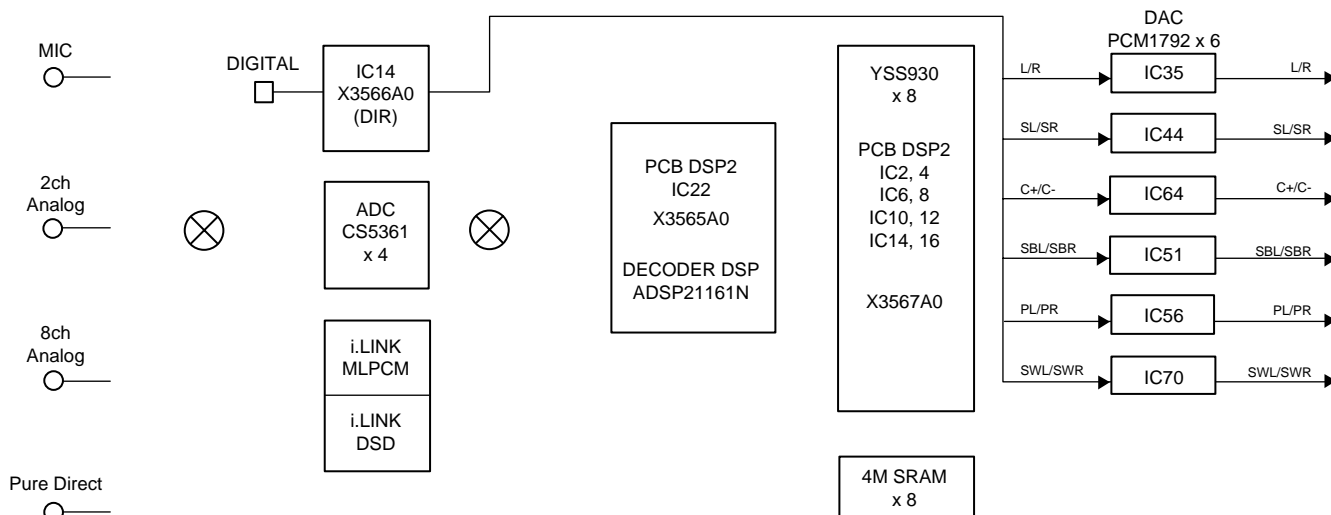 MIC
2ch
Analog
8ch
Analog
Pure Direct
DIGITAL
IC14
X3566A0
(DIR)
ADC
CS5361
x 4
i.LINK
MLPCM
i.LINK
DSD
PCB DSP2
IC22
X3565A0
DECODER DSP
ADSP21161N
YSS930
x 8
PCB DSP2
IC2, 4
IC6, 8
IC10, 12
IC14, 16
X3567A0
4M SRAM
x 8
DAC
PCM1792 x 6
L/R
IC35
L/R
SL/SR
IC44
SL/SR
C+/C-
IC64
C+/C-
SBL/SBR
IC51
SBL/SBR
PL/PR
IC56
PL/PR
SWL/SWR
IC70
SWL/SWR